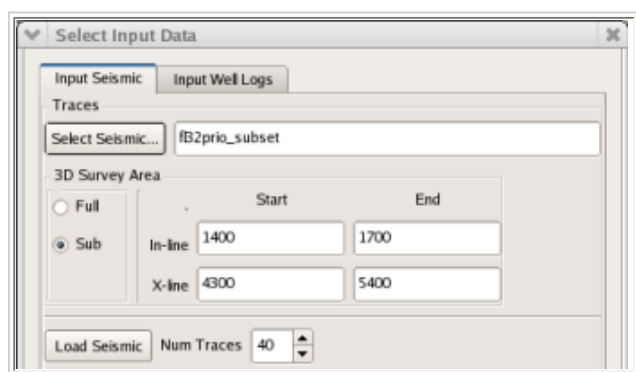 Select Input Data
Input Seismic Input Well Logs
Traces
Select Seismic... fB2prio_subset
3D Survey Area
Full . Start End
Sub In-line 1400 1700
X-line 4300 5400
Load Seismic Num Traces 40